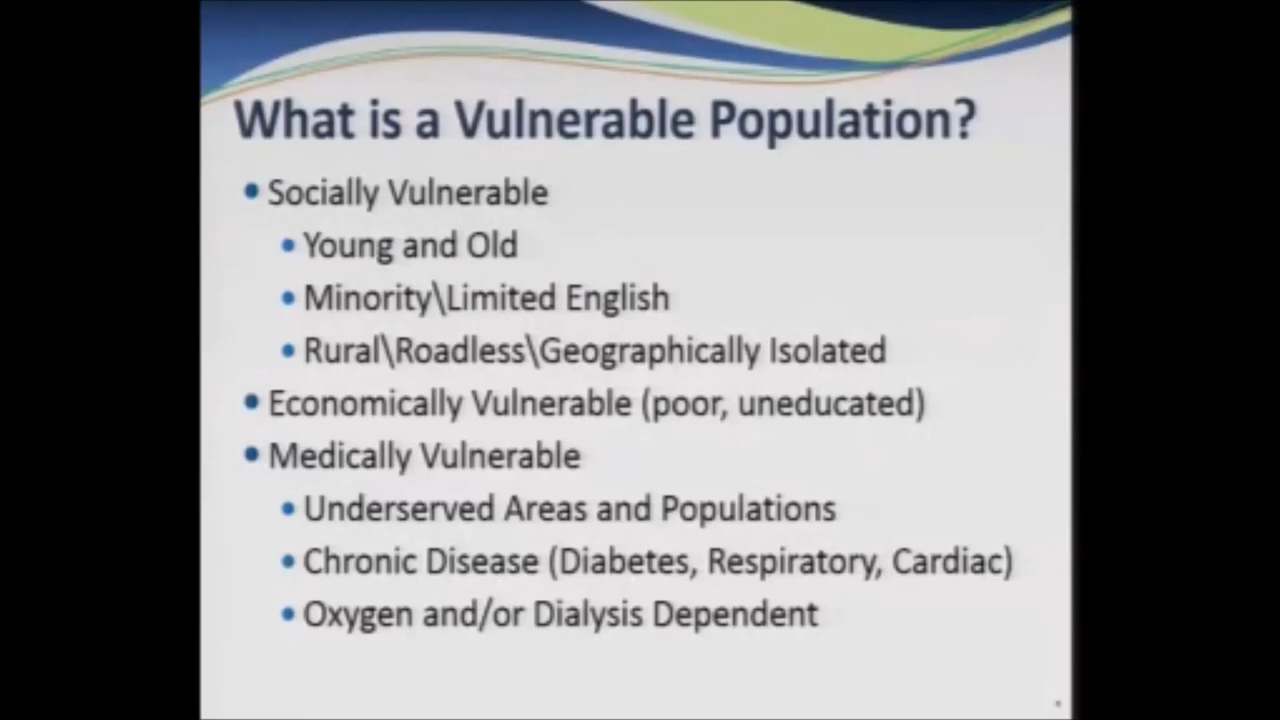 What is a Vulnerable Population?
Socially Vulnerable
Young and Old
Minority\Limited English
Rural\Roadless\Geographically Isolated
Economically Vulnerable (poor, uneducated)
Medically Vulnerable
Underserved Areas and Populations
Chronic Disease (Diabetes, Respiratory, Cardiac)
Oxygen and/or Dialysis Dependent